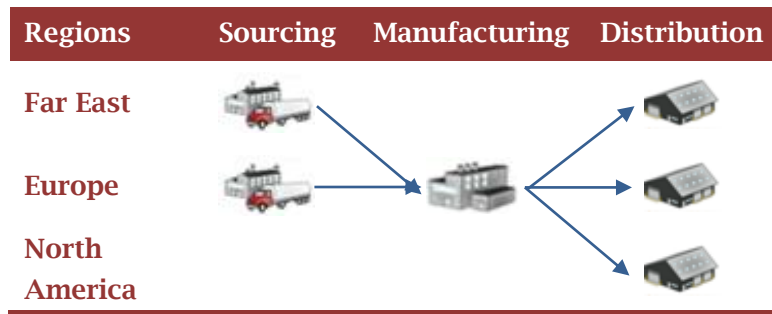 Regions Sourcing Manufacturing Distribution
Far East
Europe
North
America